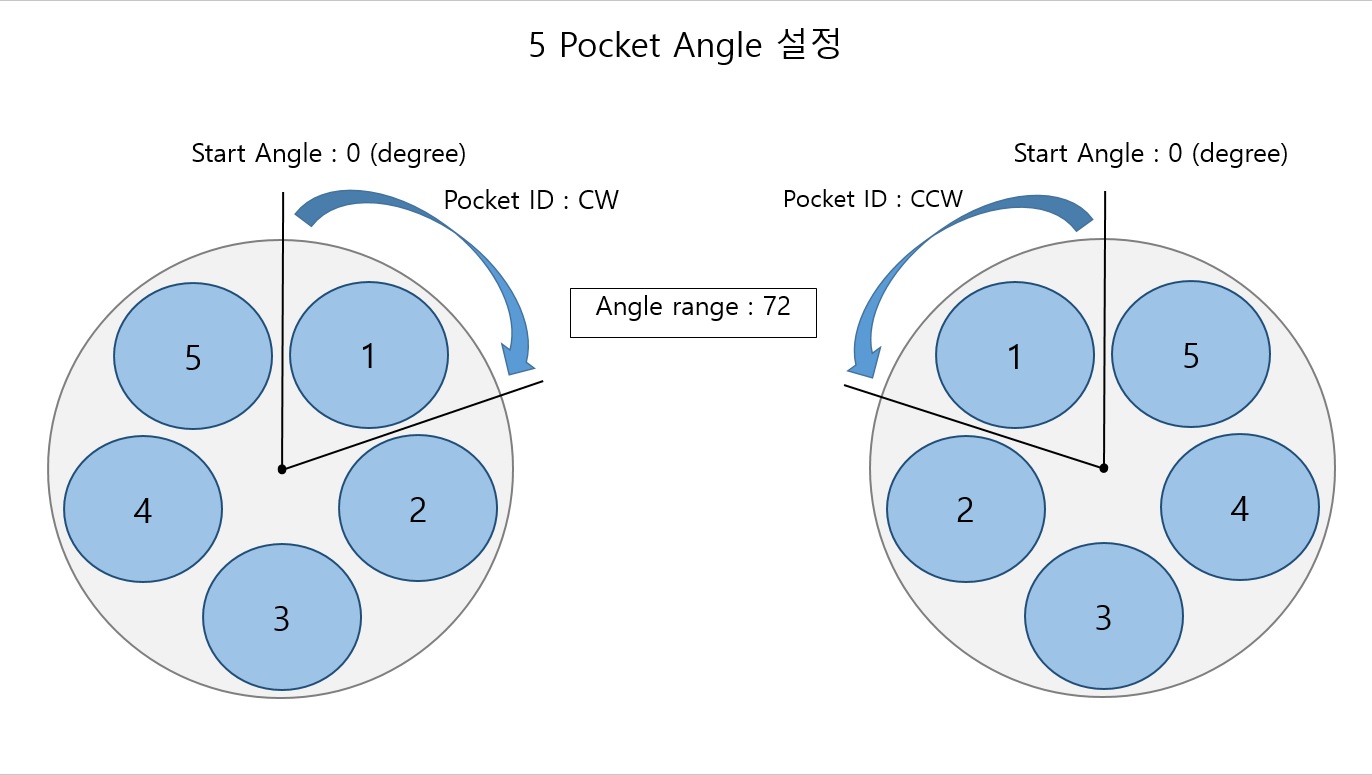 5 Pocket Angle 설정
Start Angle : 0 (degree)
Start Angle : 0 (degree)
Pocket ID : CW
Pocket ID : CCW
Angle range : 72
5
1
1
5
4
2
2
4
3
3